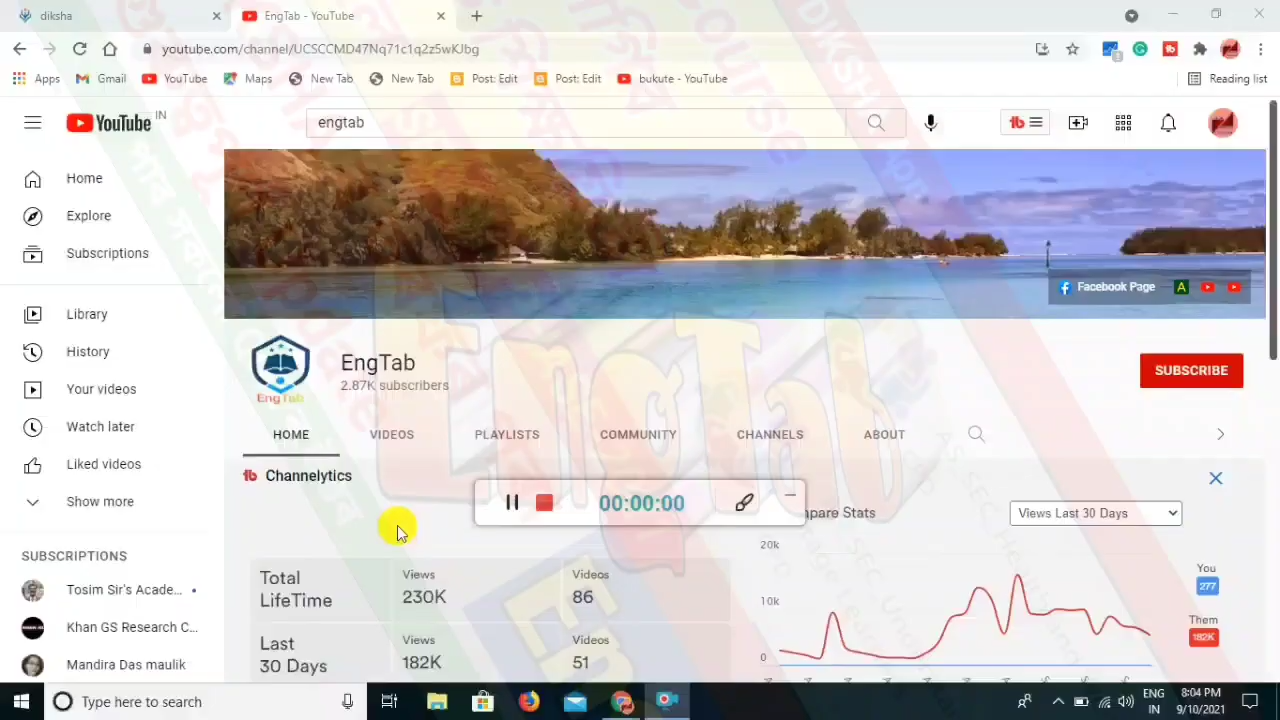 diksha
EngTab - YouTube
youtube.com/channel/UCSCCMD47Nq71c1q2z5wKJbg
Apps
Gmail
YouTube
Maps
New Tab
New Tab
Post: Edit
Post: Edit
bukute - YouTube
Reading list
YouTube IN
engtab
Home
Explore
Subscriptions
Library
History
Your videos
Watch later
Liked videos
Show more
SUBSCRIPTIONS
Tosim Sir's Acade...
Khan GS Research C...
Mandira Das maulik
Facebook Page
EngTab
EngTab
2.87K subscribers
SUBSCRIBE
HOME
VIDEOS
PLAYLISTS
COMMUNITY
CHANNELS
ABOUT
Channelytics
00:00:00
pare Stats
Views Last 30 Days
Total
LifeTime
Views
230K
Videos
86
Last
30 Days
Views
182K
Videos
51
20k
10k
0
You
277
Them
182K
EngTab
Type here to search
ENG
IN
8:04 PM
9/10/2021